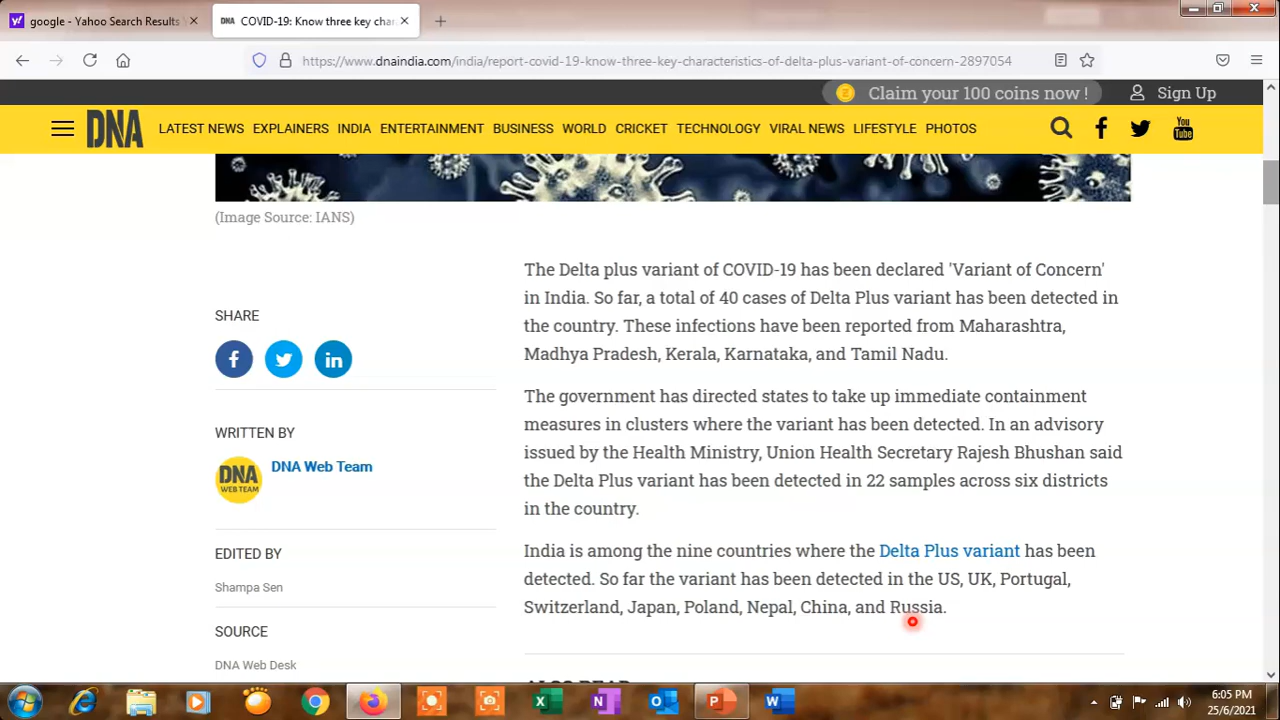 google - Yahoo Search Results
COVID-19: Know three key char
https://www.dnaindia.com/india/report-covid-19-know-three-key-characteristics-of-delta-plus-variant-of-concern-2897054
Claim your 100 coins now !
Sign Up
DNA
LATEST NEWS EXPLAINERS INDIA ENTERTAINMENT BUSINESS WORLD CRICKET TECHNOLOGY VIRAL NEWS LIFESTYLE PHOTOS
You Tube
(Image Source: IANS)
SHARE
WRITTEN BY
DNA WEB TEAM
DNA Web Team
EDITED BY
Shampa Sen
SOURCE
DNA Web Desk
The Delta plus variant of COVID-19 has been declared 'Variant of Concern'
in India. So far, a total of 40 cases of Delta Plus variant has been detected in
the country. These infections have been reported from Maharashtra,
Madhya Pradesh, Kerala, Karnataka, and Tamil Nadu.
The government has directed states to take up immediate containment
measures in clusters where the variant has been detected. In an advisory
issued by the Health Ministry, Union Health Secretary Rajesh Bhushan said
the Delta Plus variant has been detected in 22 samples across six districts
in the country.
India is among the nine countries where the Delta Plus variant has been
detected. So far the variant has been detected in the US, UK, Portugal,
Switzerland, Japan, Poland, Nepal, China, and Russia.
ALSO READ
6:05 PM
25/6/2021